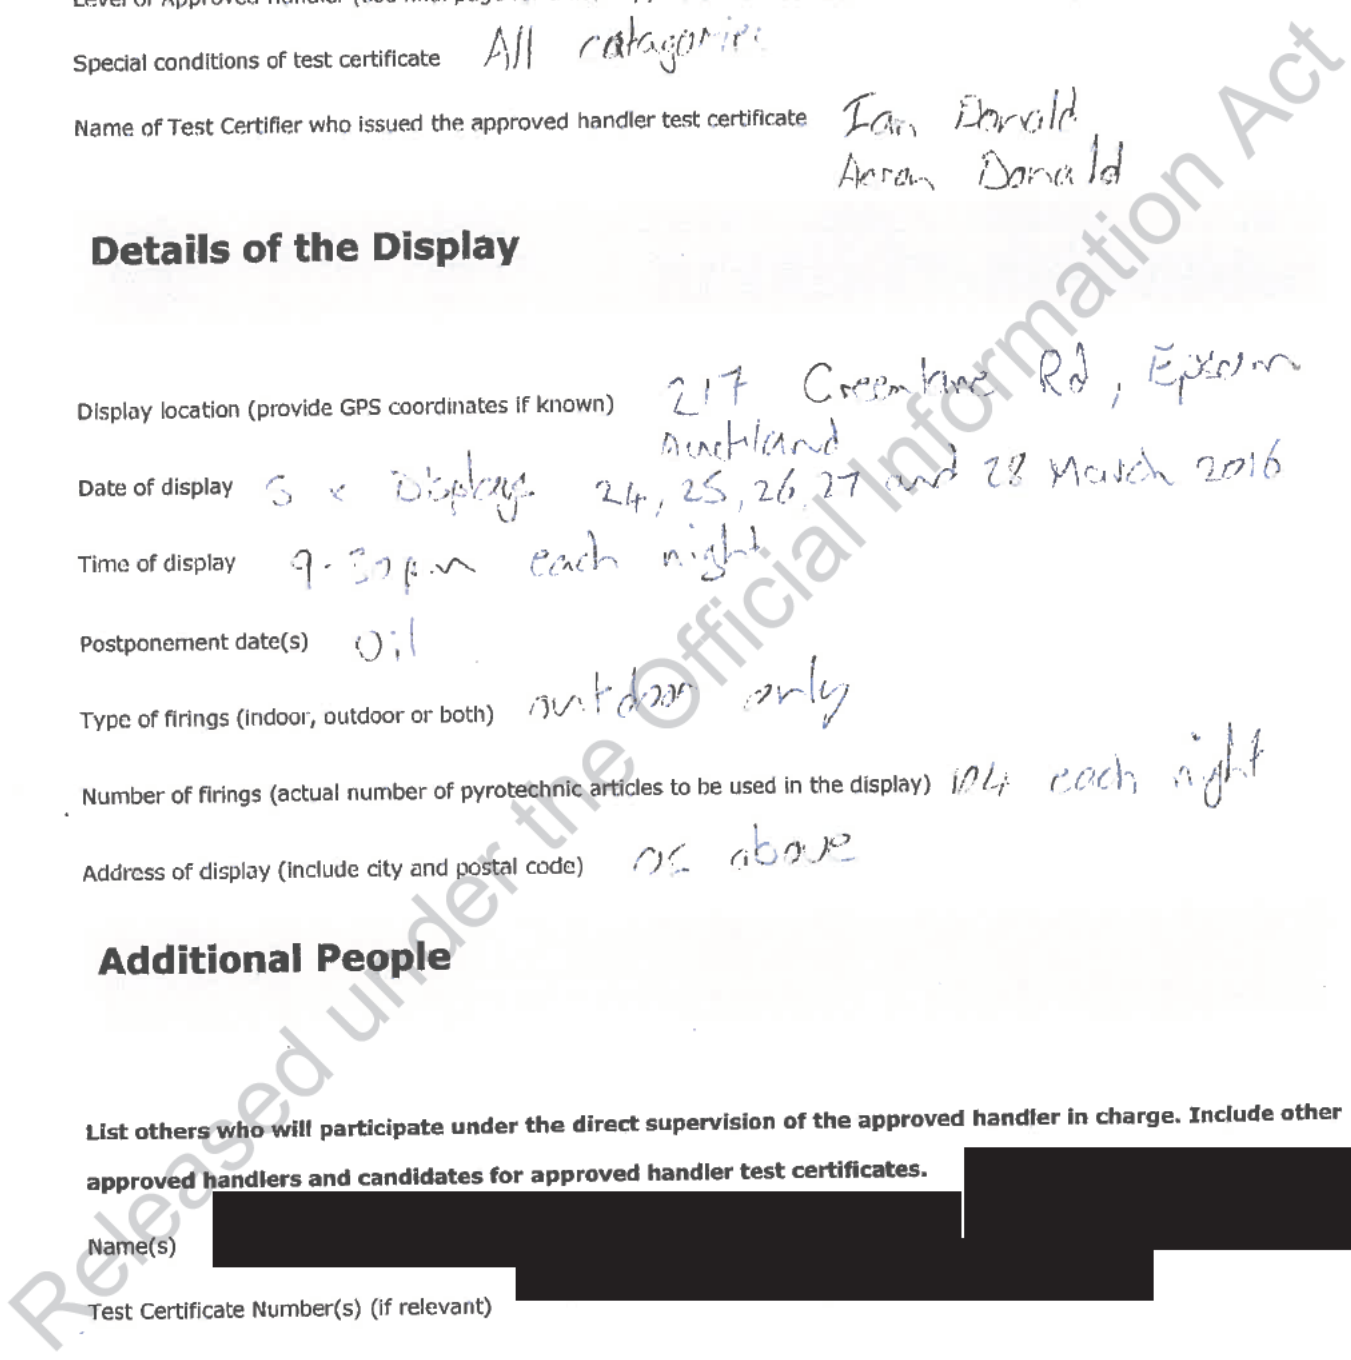 Special conditions of test certificate All catagories
Name of Test Certifier who issued the approved handler test certificate Ian Donald
Aaron Donald
Details of the Display
Display location (provide GPS coordinates if known) 217 Greenlane Rd, Epsom
Auckland
Date of display 5 x Displays 24, 25, 26, 27 and 28 March 2016
Time of display 9.30pm each night
Postponement date(s)
Type of firings (indoor, outdoor or both) outdoor only
Number of firings (actual number of pyrotechnic articles to be used in the display) 104 each night
Address of display (include city and postal code) as above
Additional People
List others who will participate under the direct supervision of the approved handler in charge. Include other
approved handlers and candidates for approved handler test certificates.
Name(s)
Test Certificate Number(s) (if relevant)
Released under the Official Information Act